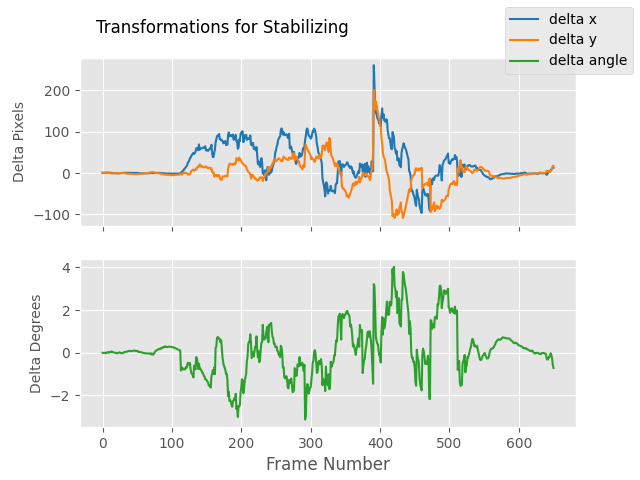 Transformations for Stabilizing
delta x
delta y
delta angle
Delta Pixels
200
100
0
−100
Delta Degrees
4
2
0
−2
0 100 200 300 400 500 600
Frame Number